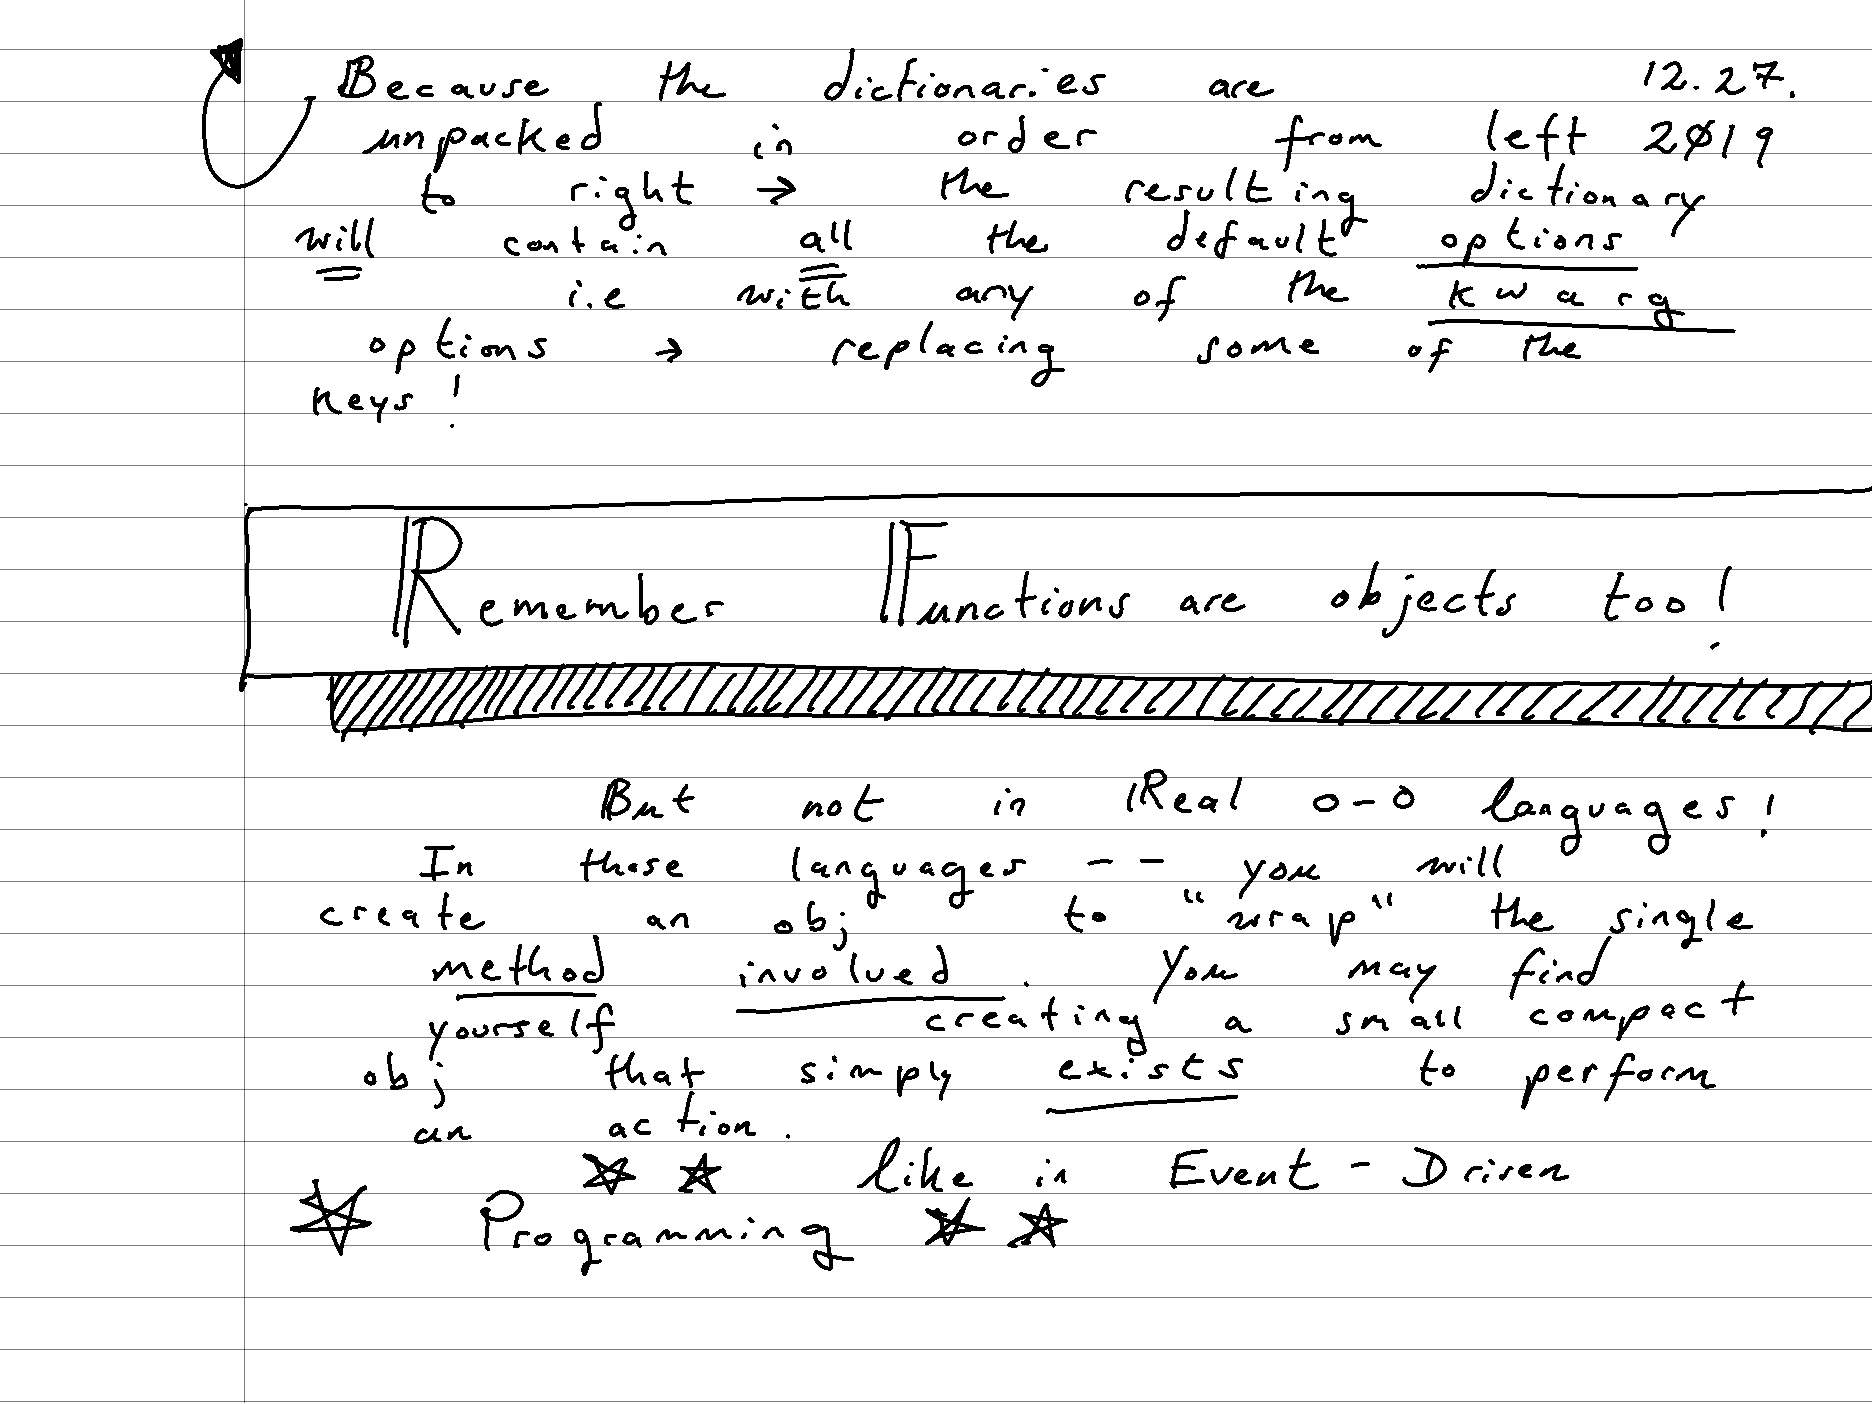 Because the dictionaries are 12.27.
unpacked in order from left 2Ø19
to right → the resulting dictionary
will contain all the default options
i.e with any of the kwarg
options → replacing some of the
keys!
Remember Functions are objects too!
But not in Real O-O languages!
In those languages -- you will
create an obj to "wrap" the single
method involved. You may find
yourself creating a small compact
obj that simply exists to perform
an action.
like in Event-Driven
Programming